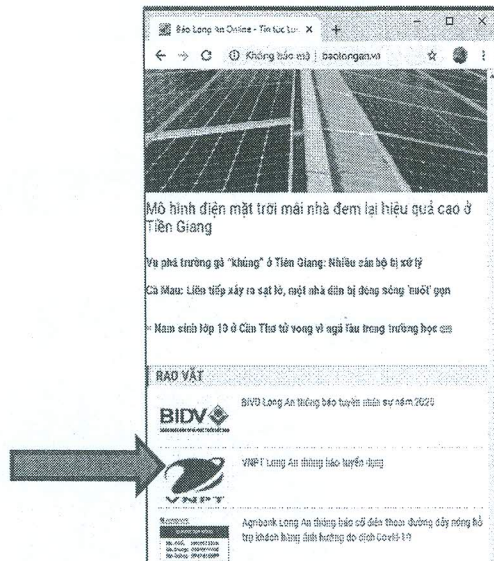 Báo Long An Online - Tin tức Lo
Không bảo mật | baolongan.vn
Mô hình điện mặt trời mái nhà đem lại hiệu quả cao ở
Tiền Giang
Vụ phá trường gà "khủng" ở Tiền Giang: Nhiều cán bộ bị xử lý
Cà Mau: Liên tiếp xảy ra sạt lở, một nhà dân bị dòng sông 'nuốt' gọn
Nam sinh lớp 10 ở Cần Thơ tử vong vì ngã lầu trong trường học
RAO VẶT
BIDV
BIVD Long An thông báo tuyển nhân sự năm 2020
VNPT
VNPT Long An thông báo tuyển dụng
Agribank Long An thông báo số điện thoại đường dây nóng hỗ
trợ khách hàng ảnh hưởng do dịch Covid-19